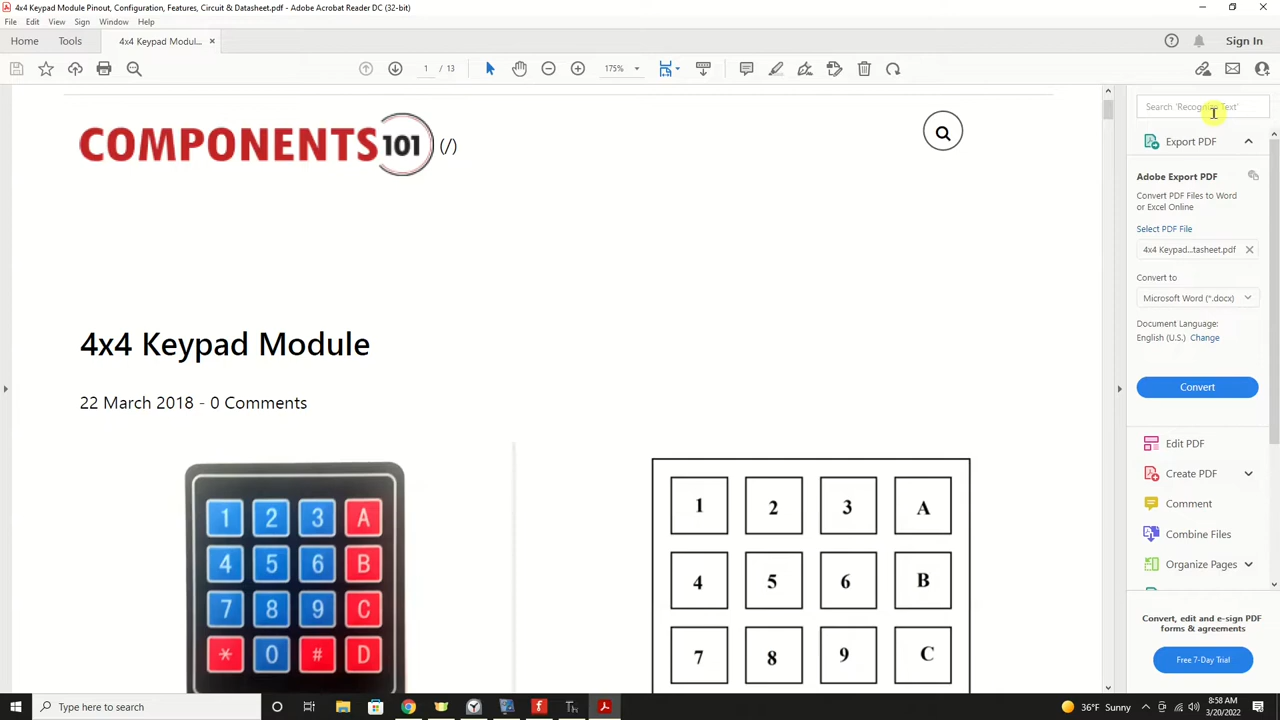 4x4 Keypad Module Pinout, Configuration, Features, Circuit & Datasheet.pdf - Adobe Acrobat Reader DC (32-bit)
File Edit View Sign Window Help
Home Tools 4x4 Keypad Modul... × Sign In
1 / 13 175%
Search 'Recognize Text'
COMPONENTS 101 (/)
Export PDF
Adobe Export PDF
Convert PDF Files to Word
or Excel Online
Select PDF File
4x4 Keypad...tasheet.pdf
Convert to
Microsoft Word (*.docx)
Document Language:
English (U.S.) Change
Convert
4x4 Keypad Module
22 March 2018 - 0 Comments
1 2 3 A
4 5 6 B
7 8 9 C
* 0 # D
1 2 3 A
4 5 6 B
7 8 9 C
Edit PDF
Create PDF
Comment
Combine Files
Organize Pages
Convert, edit and e-sign PDF
forms & agreements
Free 7-Day Trial
Type here to search
36°F Sunny
8:58 AM
3/20/2022